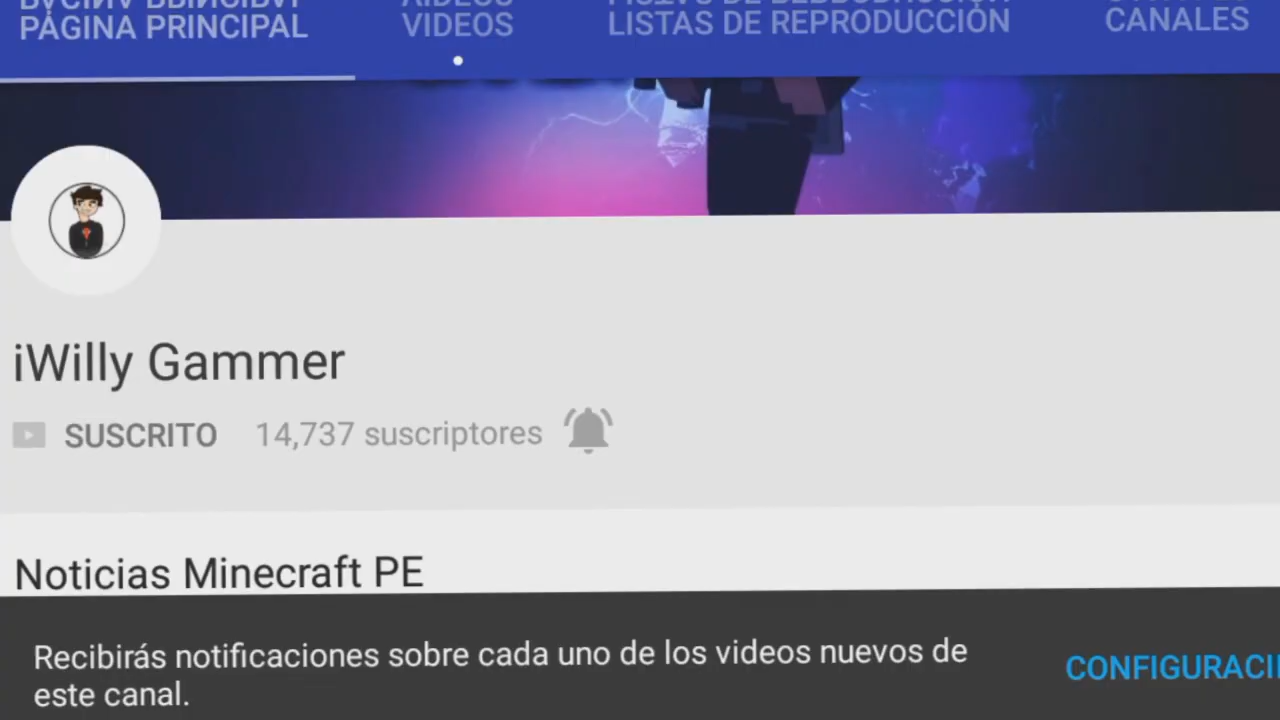 PÁGINA PRINCIPAL VIDEOS LISTAS DE REPRODUCCIÓN CANALES
iWilly Gammer
SUSCRITO 14,737 suscriptores
Noticias Minecraft PE
Recibirás notificaciones sobre cada uno de los videos nuevos de
este canal.